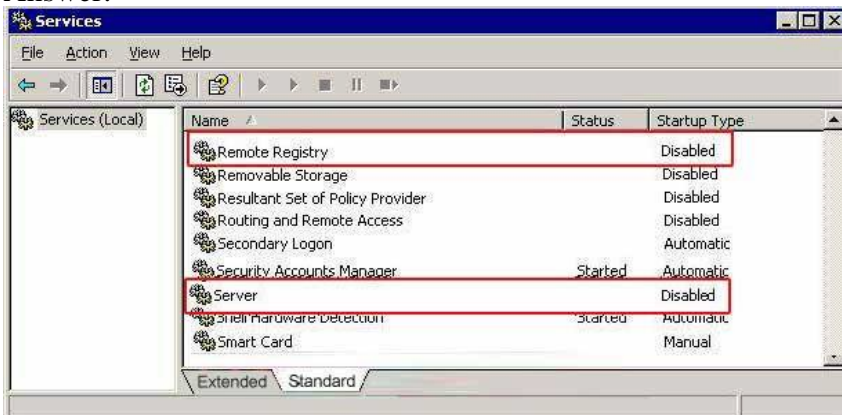 Answer:
Services
File Action View Help
Services (Local)
Name Status Startup Type
Remote Registry Disabled
Removable Storage Disabled
Resultant Set of Policy Provider Disabled
Routing and Remote Access Disabled
Secondary Logon Automatic
Security Accounts Manager Started Automatic
Server Disabled
Shell Hardware Detection Started Automatic
Smart Card Manual
Extended Standard